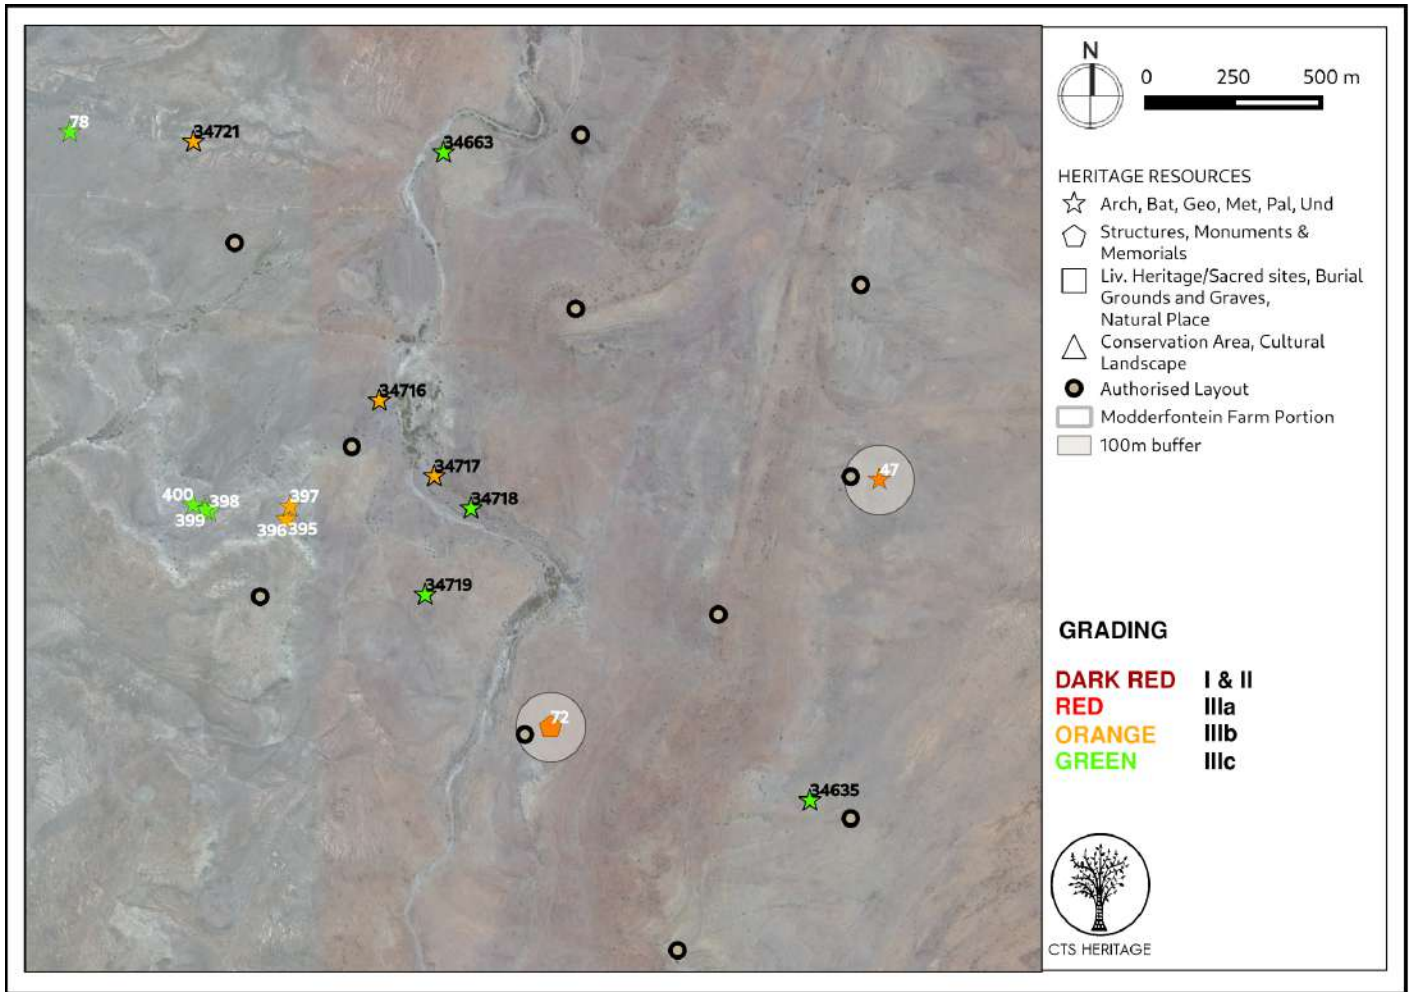 78
34721
34663
34716
34717
34718
47
400
398
399
397
396 395
34719
72
34635
N
0 250 500 m
HERITAGE RESOURCES
Arch, Bat, Geo, Met, Pal, Und
Structures, Monuments &
Memorials
Liv. Heritage/Sacred sites, Burial
Grounds and Graves,
Natural Place
Conservation Area, Cultural
Landscape
Authorised Layout
Modderfontein Farm Portion
100m buffer
GRADING
DARK RED I & II
RED IIIa
ORANGE IIIb
GREEN IIIc
CTS HERITAGE